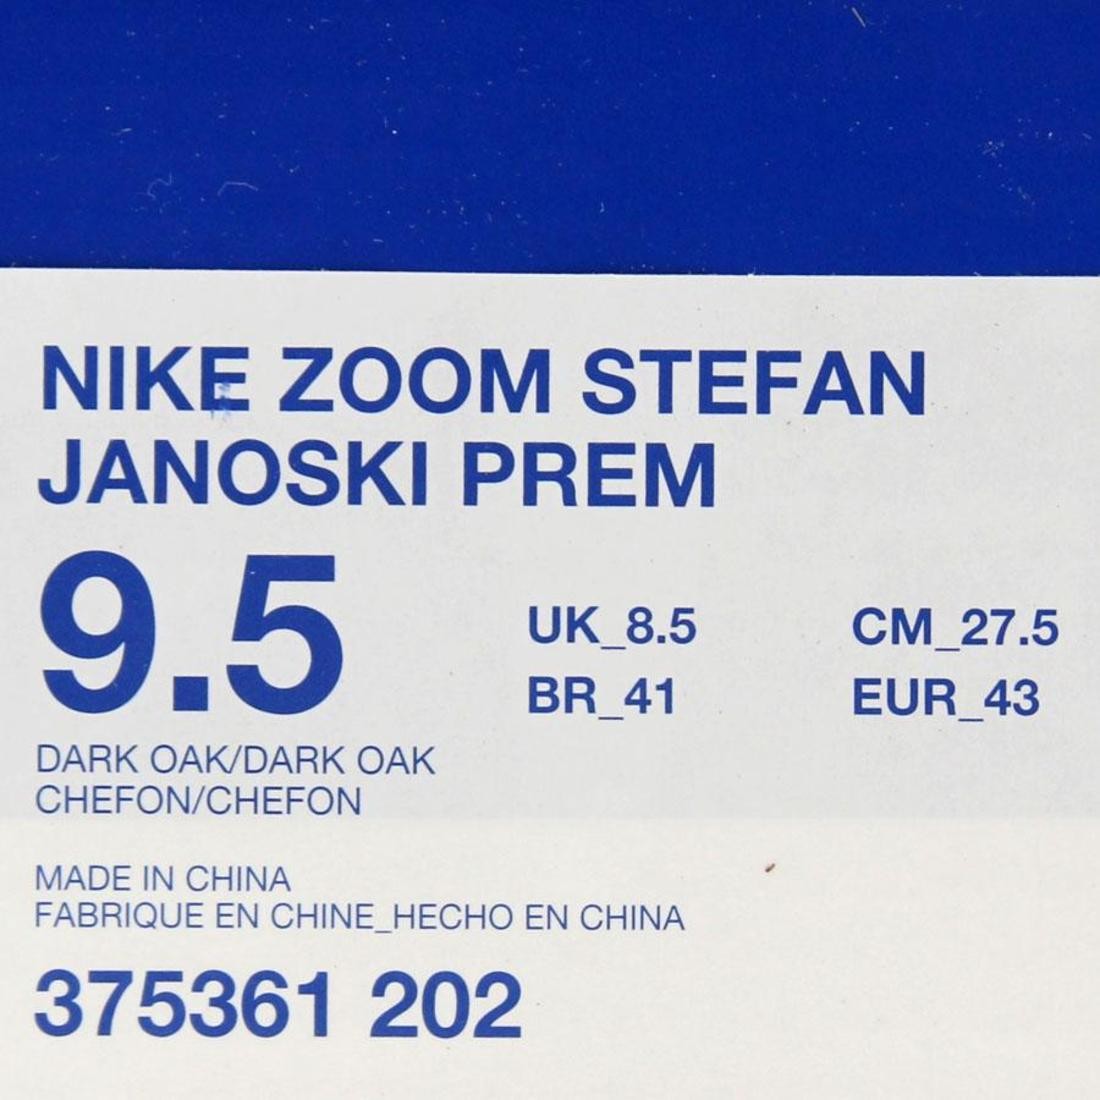 NIKE ZOOM STEFAN
JANOSKI PREM
9.5
UK_8.5 CM_27.5
BR_41 EUR_43
DARK OAK/DARK OAK
CHEFON/CHEFON
MADE IN CHINA
FABRIQUE EN CHINE_HECHO EN CHINA
375361 202